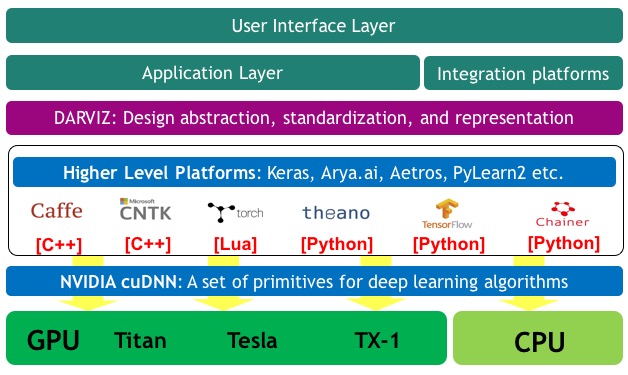 User Interface Layer
Application Layer
Integration platforms
DARVIZ: Design abstraction, standardization, and representation
Higher Level Platforms: Keras, Arya.ai, Aetros, PyLearn2 etc.
Caffe
Microsoft
CNTK
torch
theano
TensorFlow
Chainer
[C++]
[C++]
[Lua]
[Python]
[Python]
[Python]
NVIDIA cuDNN: A set of primitives for deep learning algorithms
GPU Titan Tesla TX-1
CPU